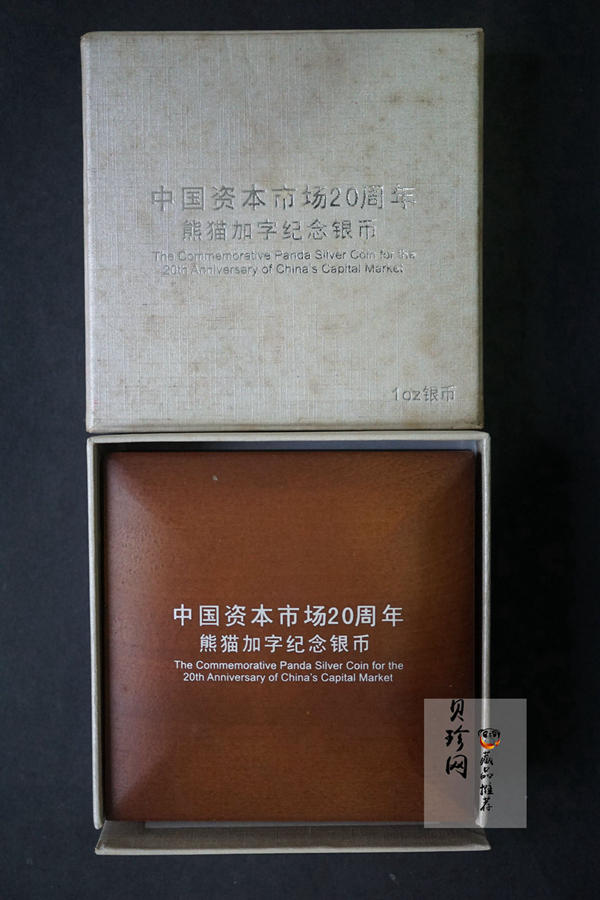 中国资本市场20周年
熊猫加字纪念银币
The Commemorative Panda Silver Coin for the
20th Anniversary of China's Capital Market
1oz银币
中国资本市场20周年
熊猫加字纪念银币
The Commemorative Panda Silver Coin for the
20th Anniversary of China's Capital Market
贝珍网
藏品推荐